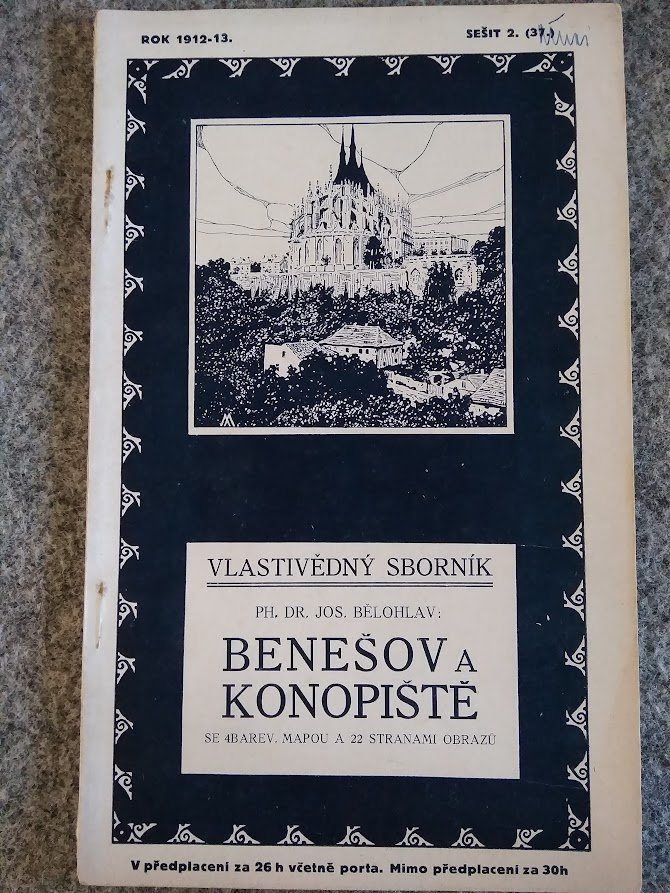 ROK 1912-13.
SEŠIT 2. (37.)
VLASTIVĚDNÝ SBORNÍK
PH. DR. JOS. BĚLOHLAV:
BENEŠOV A
KONOPIŠTĚ
SE 4BAREV. MAPOU A 22 STRANAMI OBRAZŮ
V předplacení za 26 h včetně porta. Mimo předplacení za 30h